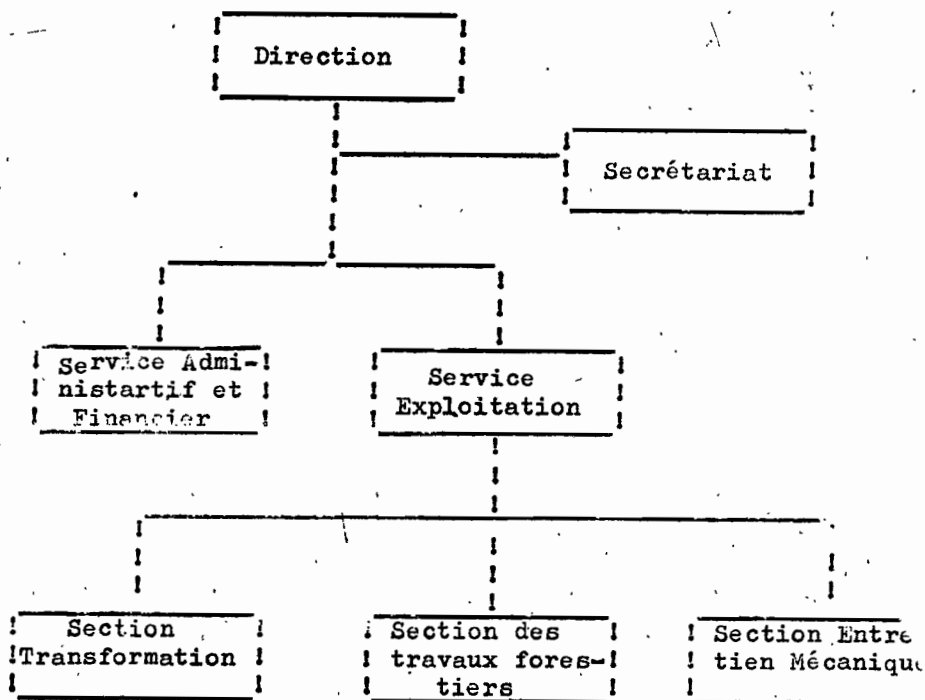 Direction
Secrétariat
Service Admi-
nistartif et
Financier
Service
Exploitation
Section
Transformation
Section des
travaux fores-
tiers
Section Entre
tien Mécanique